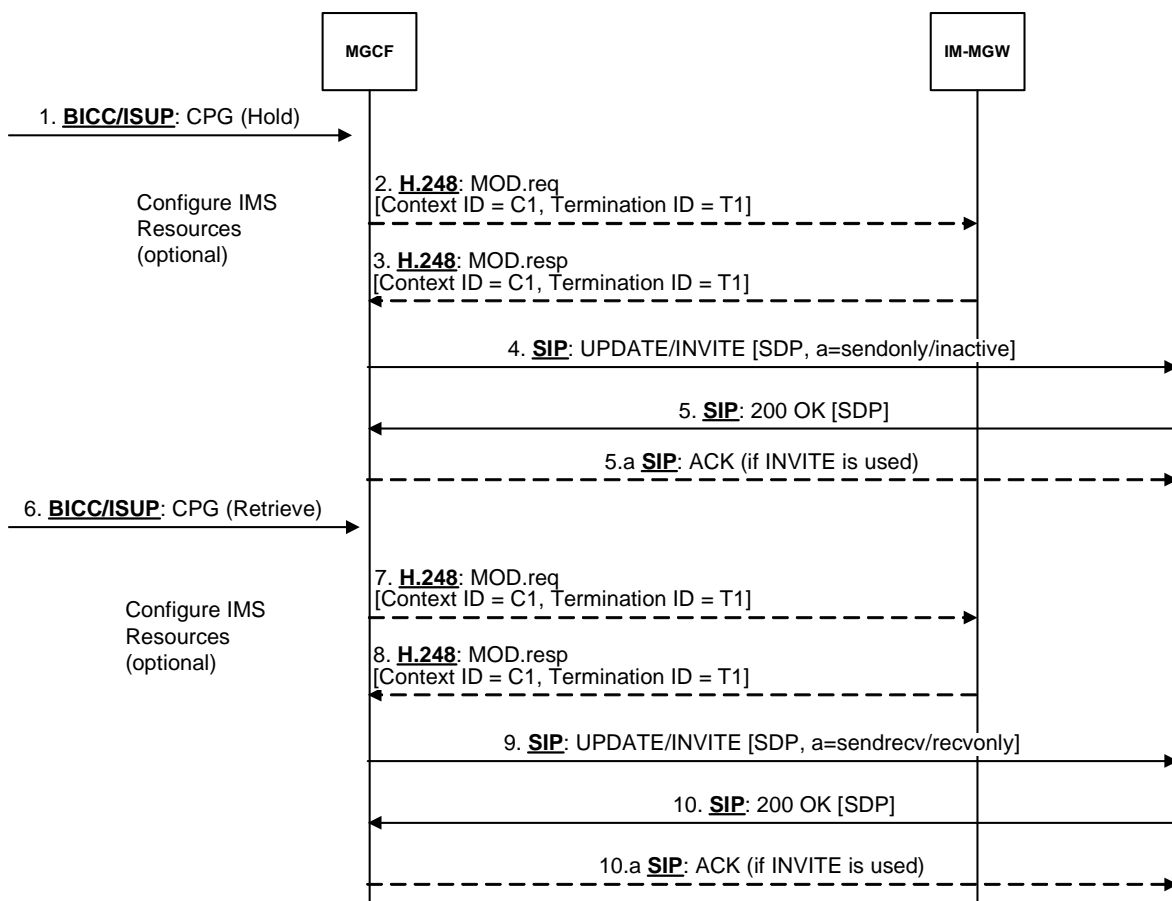 MGCF
IM-MGW
1. BICC/ISUP: CPG (Hold)
Configure IMS
Resources
(optional)
2. H.248: MOD.req
[Context ID = C1, Termination ID = T1]
3. H.248: MOD.resp
[Context ID = C1, Termination ID = T1]
4. SIP: UPDATE/INVITE [SDP, a=sendonly/inactive]
5. SIP: 200 OK [SDP]
5.a SIP: ACK (if INVITE is used)
6. BICC/ISUP: CPG (Retrieve)
Configure IMS
Resources
(optional)
7. H.248: MOD.req
[Context ID = C1, Termination ID = T1]
8. H.248: MOD.resp
[Context ID = C1, Termination ID = T1]
9. SIP: UPDATE/INVITE [SDP, a=sendrecv/recvonly]
10. SIP: 200 OK [SDP]
10.a SIP: ACK (if INVITE is used)